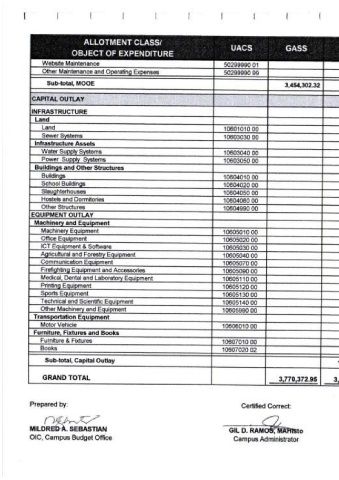 ALLOTMENT CLASS/
OBJECT OF EXPENDITURE UACS GASS
Website Maintenance 50299990 01
Other Maintenance and Operating Expenses 50299990 99
Sub-total, MOOE 3,454,302.32
CAPITAL OUTLAY
INFRASTRUCTURE
Land
Land 10601010 00
Sewer Systems 10603030 00
Infrastructure Assets
Water Supply Systems 10603040 00
Power Supply Systems 10603050 00
Buildings and Other Structures
Buildings 10604010 00
School Buildings 10604020 00
Slaughterhouses 10604050 00
Hostels and Dormitories 10604060 00
Other Structures 10604990 00
EQUIPMENT OUTLAY
Machinery and Equipment
Machinery Equipment 10605010 00
Office Equipment 10605020 00
ICT Equipment & Software 10605030 00
Agricultural and Forestry Equipment 10605040 00
Communication Equipment 10605070 00
Firefighting Equipment and Accessories 10605090 00
Medical, Dental and Laboratory Equipment 10605110 00
Printing Equipment 10605120 00
Sports Equipment 10605130 00
Technical and Scientific Equipment 10605140 00
Other Machinery and Equipment 10605990 00
Transportation Equipment
Motor Vehicle 10606010 00
Furniture, Fixtures and Books
Furniture & Fixtures 10607010 00
Books 10607020 02
Sub-total, Capital Outlay
GRAND TOTAL 3,770,372.95 3,
Prepared by: Certified Correct:
MILDRED A. SEBASTIAN GIL D. RAMOS, MAHisto
OIC, Campus Budget Office Campus Administrator